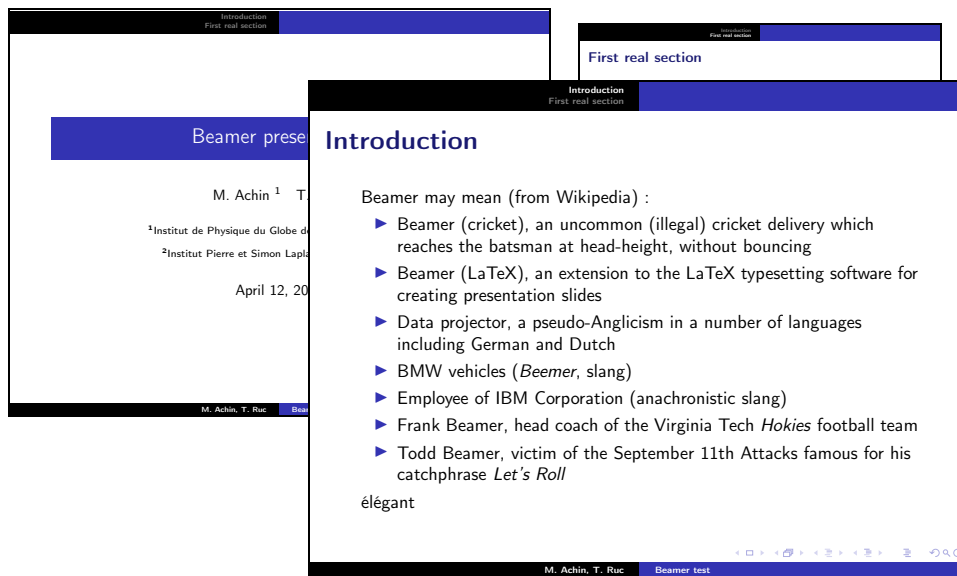 Introduction
First real section
Beamer
M. Achin 1 T.
1Institut de Physique du Globe
2Institut Pierre et Simon
April 12,
M. Achin, T. Ruc
Introduction
First real section
First real section
Introduction
First real section
Introduction
Beamer may mean (from Wikipedia) :
▶ Beamer (cricket), an uncommon (illegal) cricket delivery which
reaches the batsman at head-height, without bouncing
▶ Beamer (LaTeX), an extension to the LaTeX typesetting software for
creating presentation slides
▶ Data projector, a pseudo-Anglicism in a number of languages
including German and Dutch
▶ BMW vehicles (Beemer, slang)
▶ Employee of IBM Corporation (anachronistic slang)
▶ Frank Beamer, head coach of the Virginia Tech Hokies football team
▶ Todd Beamer, victim of the September 11th Attacks famous for his
catchphrase Let's Roll
élégant
M. Achin, T. Ruc Beamer test